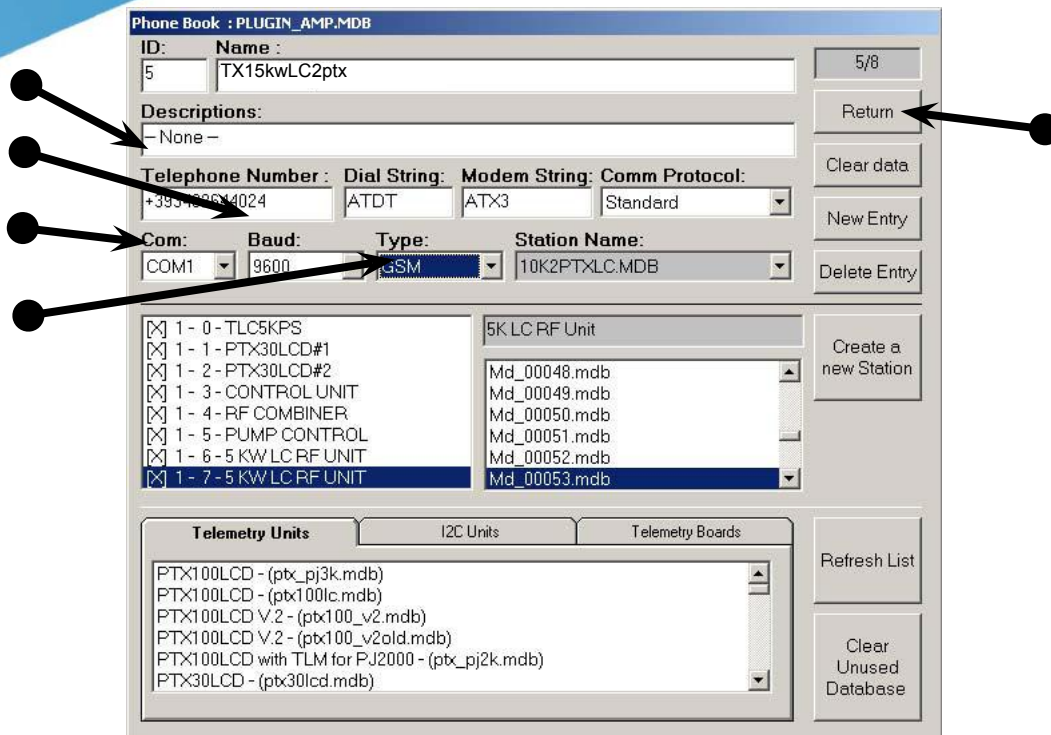 Phone Book : PLUGIN_AMP.MDB
ID: Name :
5 TX15kwLC2ptx
5/8
Descriptions:
Return
– None –
Clear data
Telephone Number : Dial String: Modem String: Comm Protocol:
ATDT ATX3 Standard
New Entry
Com: Baud: Type: Station Name:
COM1 9600 GSM 10K2PTXLC.MDB
Delete Entry
[X] 1 - 0 - TLC5KPS
[X] 1 - 1 - PTX30LCD#1
[X] 1 - 2 - PTX30LCD#2
[X] 1 - 3 - CONTROL UNIT
[X] 1 - 4 - RF COMBINER
[X] 1 - 5 - PUMP CONTROL
[X] 1 - 6 - 5 KW LC RF UNIT
[X] 1 - 7 - 5 KW LC RF UNIT
5K LC RF Unit
Md_00048.mdb
Md_00049.mdb
Md_00050.mdb
Md_00051.mdb
Md_00052.mdb
Md_00053.mdb
Create a
new Station
Telemetry Units I2C Units Telemetry Boards
PTX100LCD - (ptx_pj3k.mdb)
PTX100LCD - (ptx100lc.mdb)
PTX100LCD V.2 - (ptx100_v2.mdb)
PTX100LCD V.2 - (ptx100_v2old.mdb)
PTX100LCD with TLM for PJ2000 - (ptx_pj2k.mdb)
PTX30LCD - (ptx30lcd.mdb)
Refresh List
Clear
Unused
Database